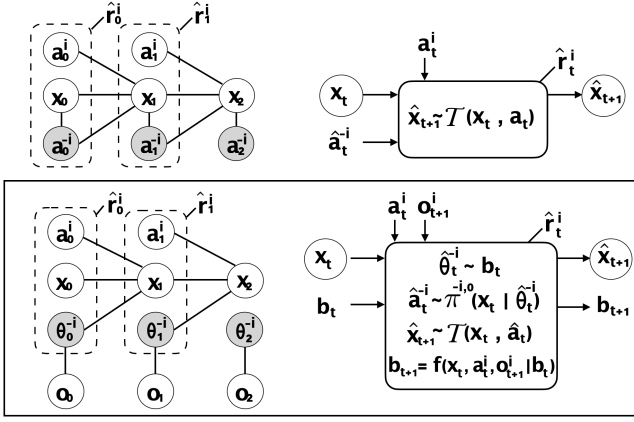 r̂₀ⁱ r̂₁ⁱ
a₀ⁱ a₁ⁱ
x₀ x₁ x₂
a₀⁻ⁱ a₁⁻ⁱ a₂⁻ⁱ
aₜⁱ
r̂ₜⁱ
xₜ x̂ₜ₊₁
x̂ₜ₊₁ ~ T(xₜ , aₜ)
âₜ⁻ⁱ
r̂₀ⁱ r̂₁ⁱ
a₀ⁱ a₁ⁱ
x₀ x₁ x₂
θ₀⁻ⁱ θ₁⁻ⁱ θ₂⁻ⁱ
o₀ o₁ o₂
aₜⁱ oₜ₊₁ⁱ
r̂ₜⁱ
xₜ x̂ₜ₊₁
θ̂ₜ⁻ⁱ ~ bₜ
bₜ bₜ₊₁
âₜ⁻ⁱ ~ π⁻ⁱ,⁰(xₜ | θ̂ₜ⁻ⁱ)
x̂ₜ₊₁ ~ T(xₜ , âₜ)
bₜ₊₁ = f(xₜ, aₜⁱ, oₜ₊₁ⁱ | bₜ)